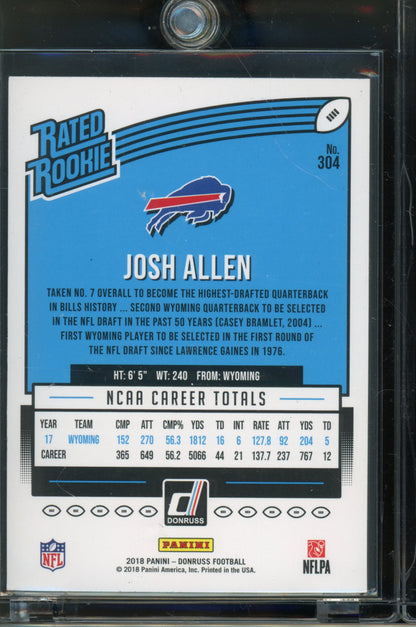 RATED
ROOKIE
No.
304
JOSH ALLEN
TAKEN NO. 7 OVERALL TO BECOME THE HIGHEST-DRAFTED QUARTERBACK
IN BILLS HISTORY ... SECOND WYOMING QUARTERBACK TO BE SELECTED
IN THE NFL DRAFT IN THE PAST 50 YEARS (CASEY BRAMLET, 2004) ...
FIRST WYOMING PLAYER TO BE SELECTED IN THE FIRST ROUND OF
THE NFL DRAFT SINCE LAWRENCE GAINES IN 1976.
HT: 6' 5" WT: 240 FROM: WYOMING
NCAA CAREER TOTALS
YEAR TEAM CMP ATT CMP% YDS TD INT RATE ATT YDS TD
17 WYOMING 152 270 56.3 1812 16 6 127.8 92 204 5
CAREER 365 649 56.2 5066 44 21 137.7 237 767 12
d
DONRUSS
PANINI
NFL
NFLPA
2018 PANINI – DONRUSS FOOTBALL
© 2018 Panini America, Inc. Printed in the USA.